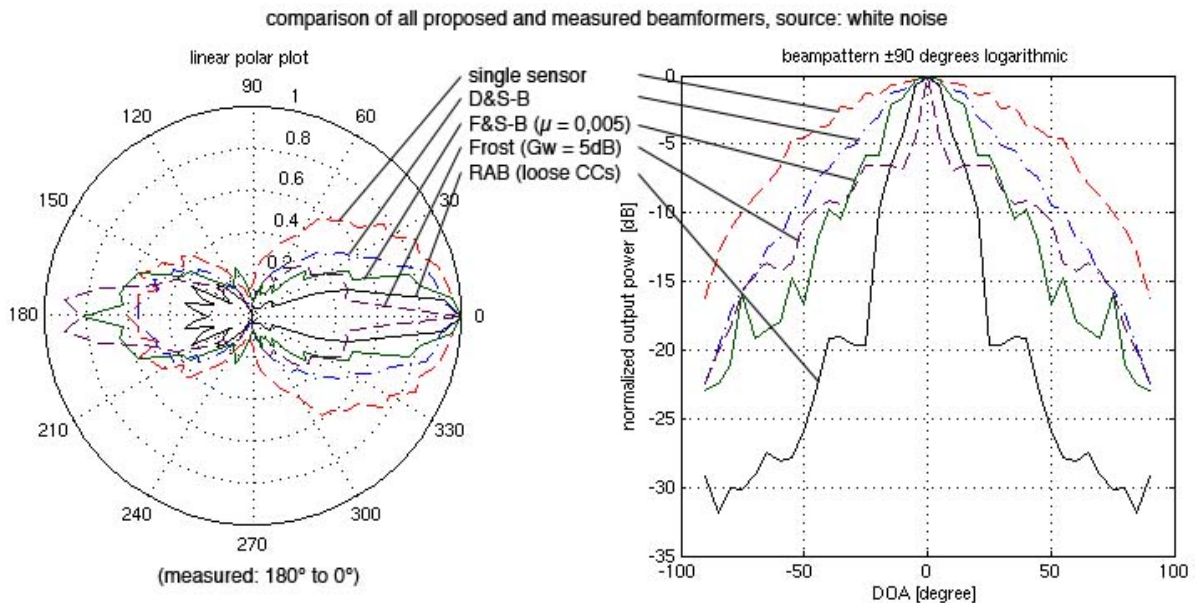 comparison of all proposed and measured beamformers, source: white noise
linear polar plot
90
120
60
1
0.8
0.6
0.4
0.2
150
30
180
0
210
330
240
300
270
(measured: 180° to 0°)
single sensor
D&S-B
F&S-B (μ = 0,005)
Frost (Gw = 5dB)
RAB (loose CCs)
beampattern ±90 degrees logarithmic
0
-5
-10
-15
-20
-25
-30
-35
normalized output power [dB]
-100
-50
0
50
100
DOA [degree]